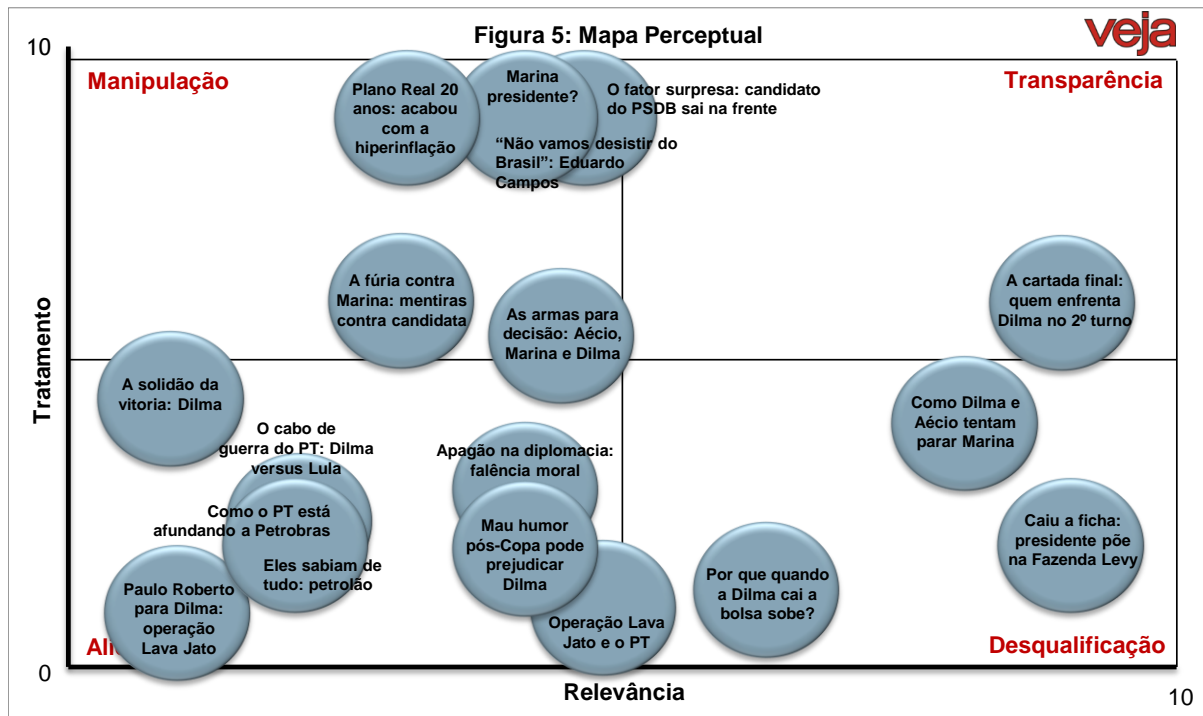 Figura 5: Mapa Perceptual
veja
10
Manipulação
Transparência
Plano Real 20
anos: acabou
com a
hiperinflação
Marina
presidente?
O fator surpresa: candidato
do PSDB sai na frente
“Não vamos desistir do
Brasil”: Eduardo
Campos
A fúria contra
Marina: mentiras
contra candidata
As armas para
decisão: Aécio,
Marina e Dilma
A cartada final:
quem enfrenta
Dilma no 2º turno
Tratamento
A solidão da
vitoria: Dilma
Como Dilma e
Aécio tentam
parar Marina
O cabo de
guerra do PT: Dilma
versus Lula
Apagão na diplomacia:
falência moral
Como o PT está
afundando a Petrobras
Mau humor
pós-Copa pode
prejudicar
Dilma
Caiu a ficha:
presidente põe
na Fazenda Levy
Eles sabiam de
tudo: petrolão
Paulo Roberto
para Dilma:
operação
Lava Jato
Por que quando
a Dilma cai a
bolsa sobe?
Operação Lava
Jato e o PT
Desqualificação
0
Relevância
10